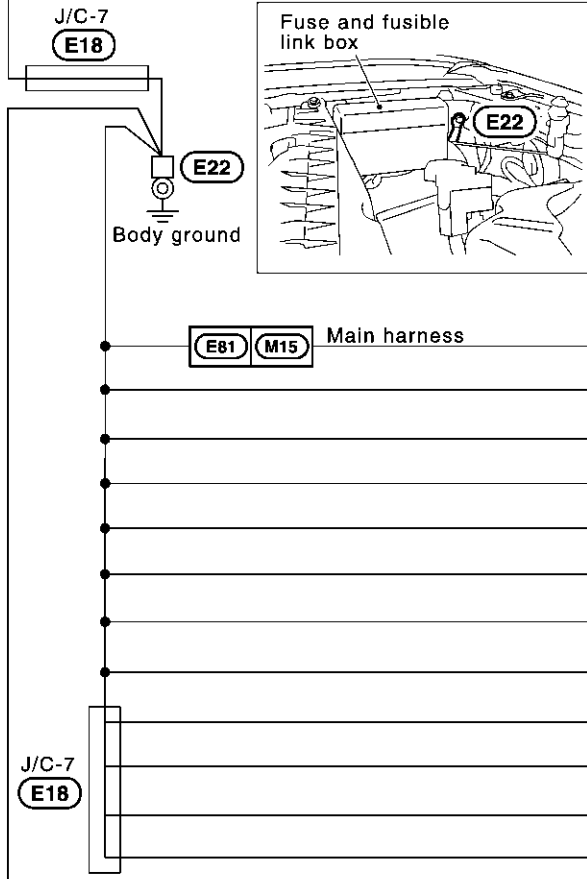 J/C-7
E18
E22
Body ground
Fuse and fusible
link box
E22
E81 M15 Main harness
J/C-7
E18